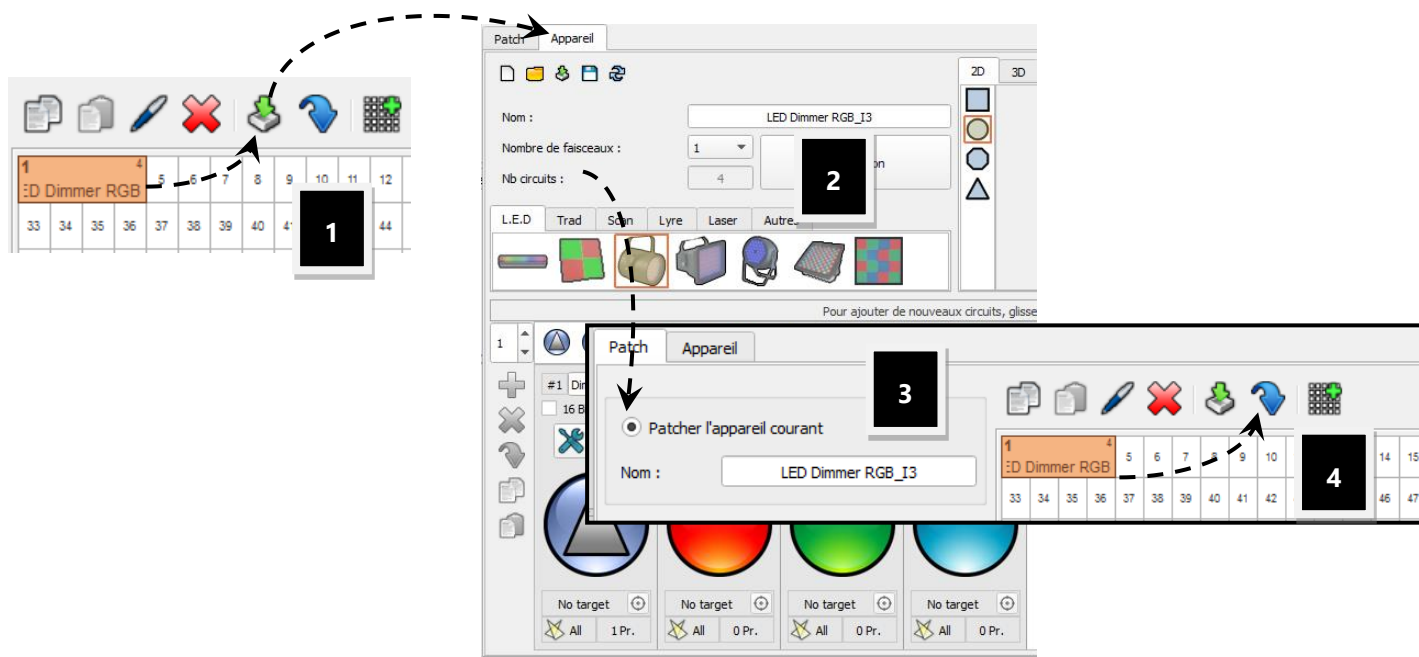 Patch Appareil
2D 3D
Nom : LED Dimmer RGB_I3
Nombre de faisceaux : 1
Nb circuits : 4
2
L.E.D Trad Scan Lyre Laser Autres
1 4 5 6 7 8 9 10 11 12
ED Dimmer RGB
33 34 35 36 37 38 39 40 44
1
Pour ajouter de nouveaux circuits, glisse
1
#1
16 B
Patch Appareil
3
Patcher l'appareil courant
Nom : LED Dimmer RGB_I3
1 4 5 6 7 8 9 10 14 15
ED Dimmer RGB
33 34 35 36 37 38 39 40 41 42 46 47
4
No target No target No target No target
All 1 Pr. All 0 Pr. All 0 Pr. All 0 Pr.